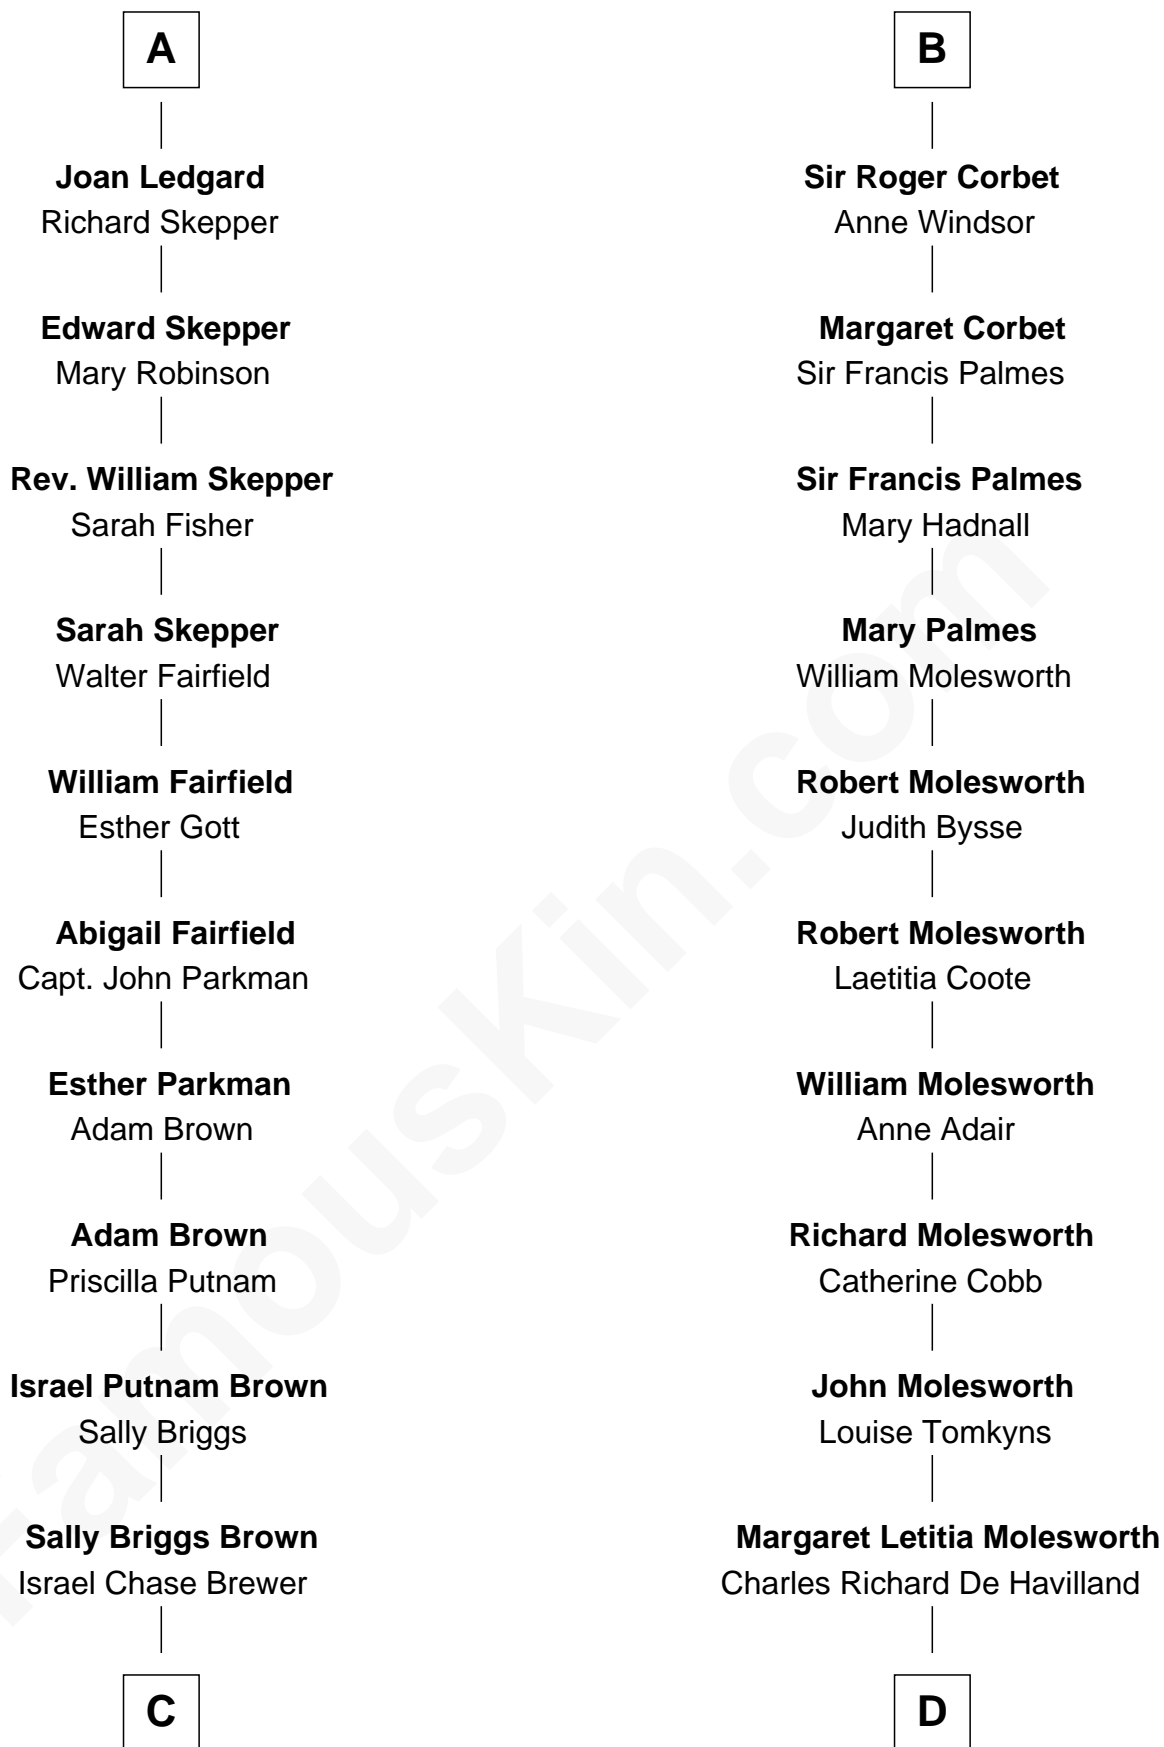 A
Joan Ledgard
Richard Skepper
Edward Skepper
Mary Robinson
Rev. William Skepper
Sarah Fisher
Sarah Skepper
Walter Fairfield
William Fairfield
Esther Gott
Abigail Fairfield
Capt. John Parkman
Esther Parkman
Adam Brown
Adam Brown
Priscilla Putnam
Israel Putnam Brown
Sally Briggs
Sally Briggs Brown
Israel Chase Brewer
C
B
Sir Roger Corbet
Anne Windsor
Margaret Corbet
Sir Francis Palmes
Sir Francis Palmes
Mary Hadnall
Mary Palmes
William Molesworth
Robert Molesworth
Judith Bysse
Robert Molesworth
Laetitia Coote
William Molesworth
Anne Adair
Richard Molesworth
Catherine Cobb
John Molesworth
Louise Tomkyns
Margaret Letitia Molesworth
Charles Richard De Havilland
D
FamousKin.com